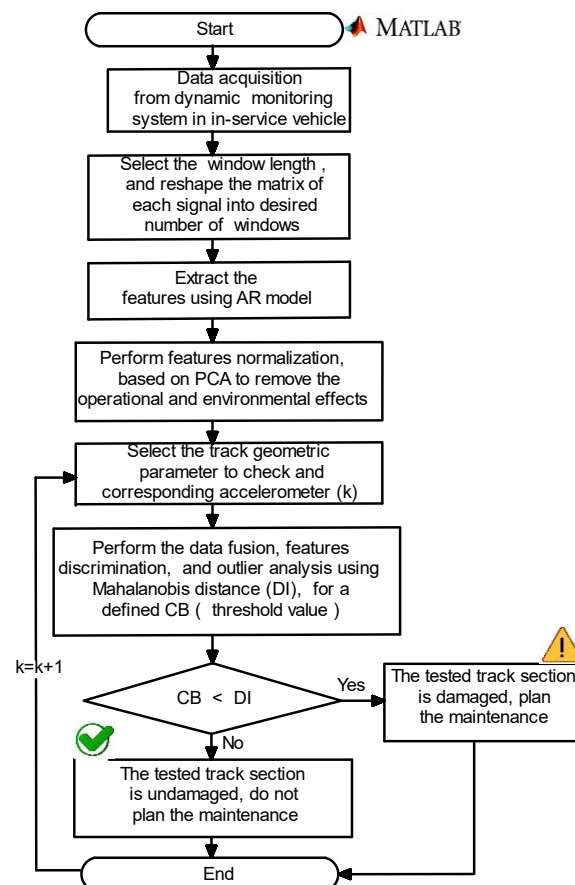 Start
MATLAB
Data acquisition
from dynamic monitoring
system in in-service vehicle
Select the window length ,
and reshape the matrix of
each signal into desired
number of windows
Extract the
features using AR model
Perform features normalization,
based on PCA to remove the
operational and environmental effects
Select the track geometric
parameter to check and
corresponding accelerometer (k)
Perform the data fusion, features
discrimination, and outlier analysis using
Mahalanobis distance (DI), for a
defined CB ( threshold value )
k=k+1
CB < DI
Yes
The tested track section
is damaged, plan
the maintenance
No
The tested track section
is undamaged, do not
plan the maintenance
End